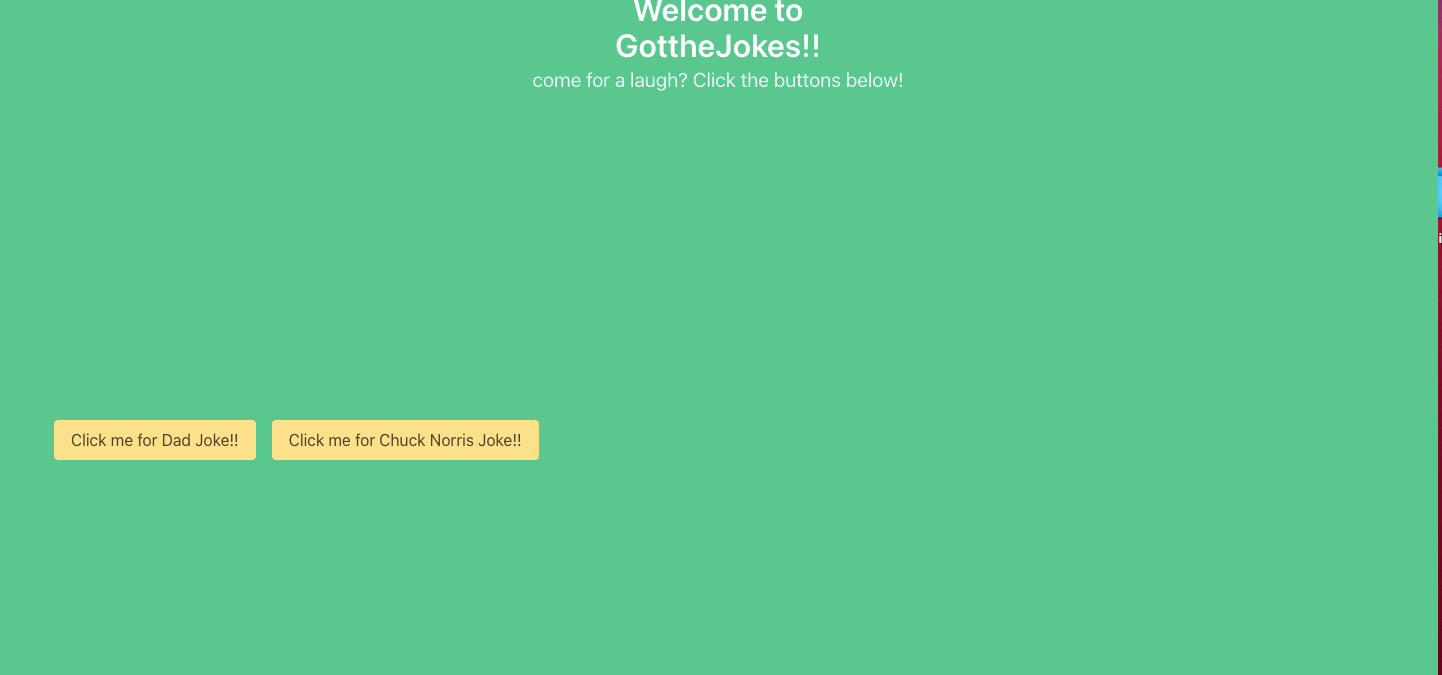 Welcome to
GottheJokes!!
come for a laugh? Click the buttons below!
Click me for Dad Joke!!
Click me for Chuck Norris Joke!!